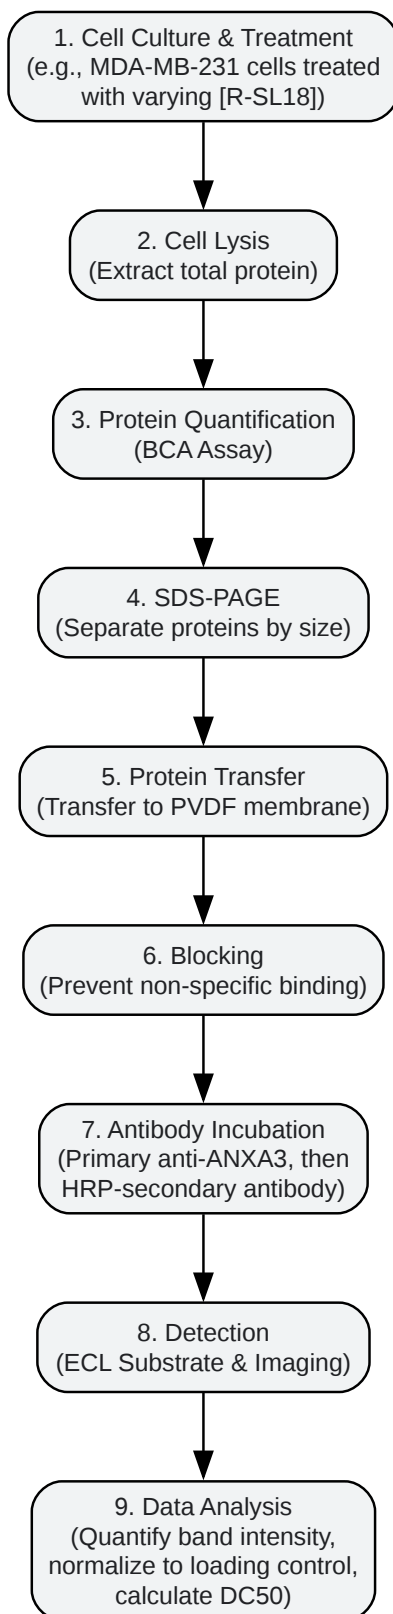 1. Cell Culture & Treatment
(e.g., MDA-MB-231 cells treated
with varying [R-SL18])
2. Cell Lysis
(Extract total protein)
3. Protein Quantification
(BCA Assay)
4. SDS-PAGE
(Separate proteins by size)
5. Protein Transfer
(Transfer to PVDF membrane)
6. Blocking
(Prevent non-specific binding)
7. Antibody Incubation
(Primary anti-ANXA3, then
HRP-secondary antibody)
8. Detection
(ECL Substrate & Imaging)
9. Data Analysis
(Quantify band intensity,
normalize to loading control,
calculate DC50)